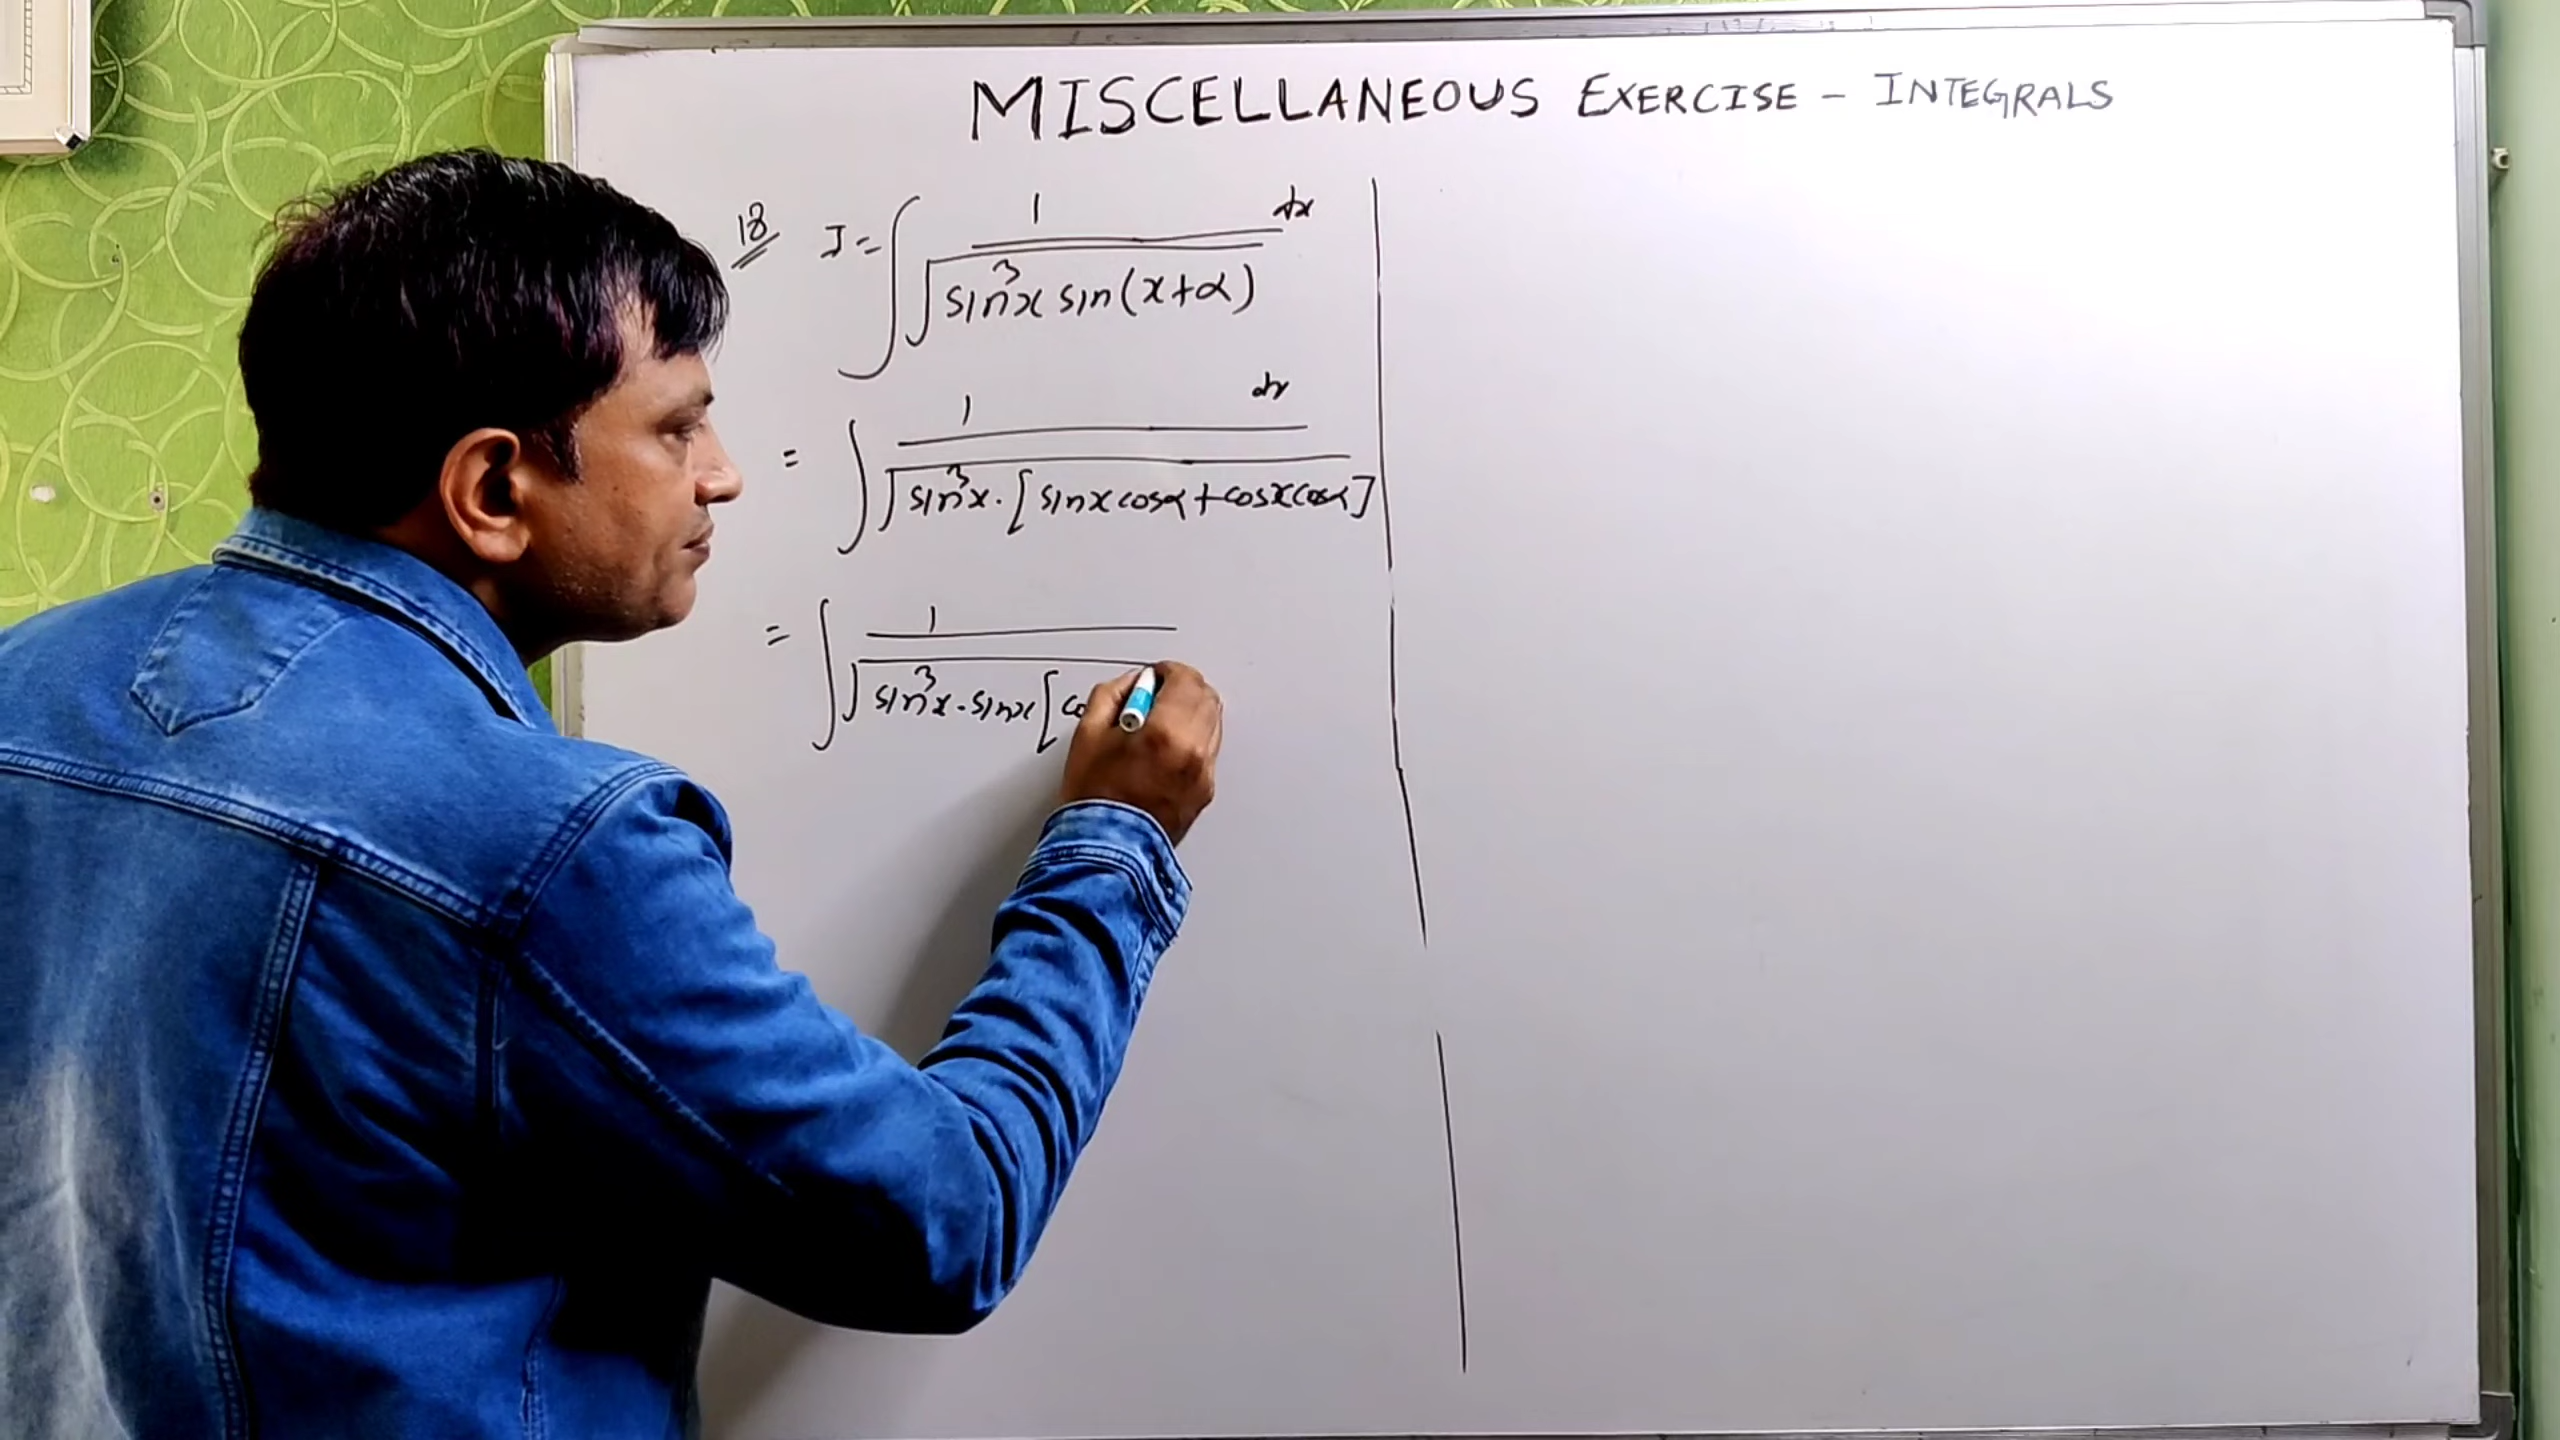 MISCELLANEOUS EXERCISE - INTEGRALS
18 I = ∫ 1/√(sin³x sin(x+α)) dx
= ∫ 1/√(sin³x · [sinx cosα + cosx cosα]) dx
= ∫ 1/√(sin³x · sinx [co